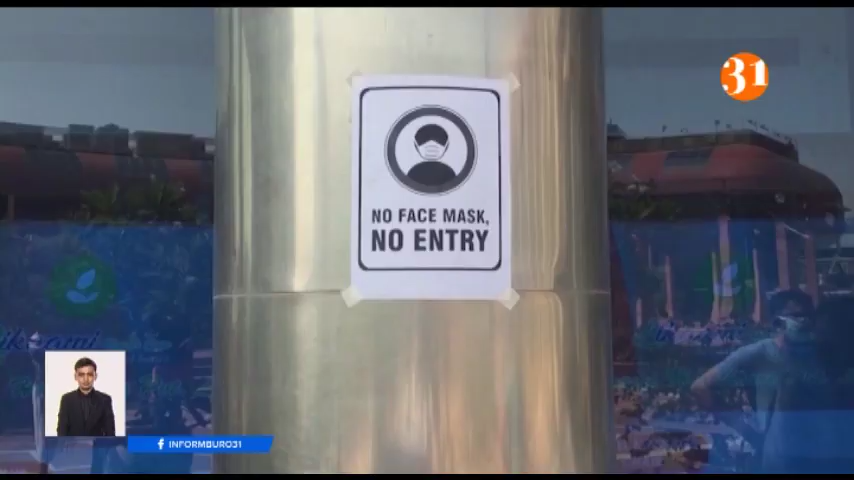 31
NO FACE MASK,
NO ENTRY
INFORMBURO31